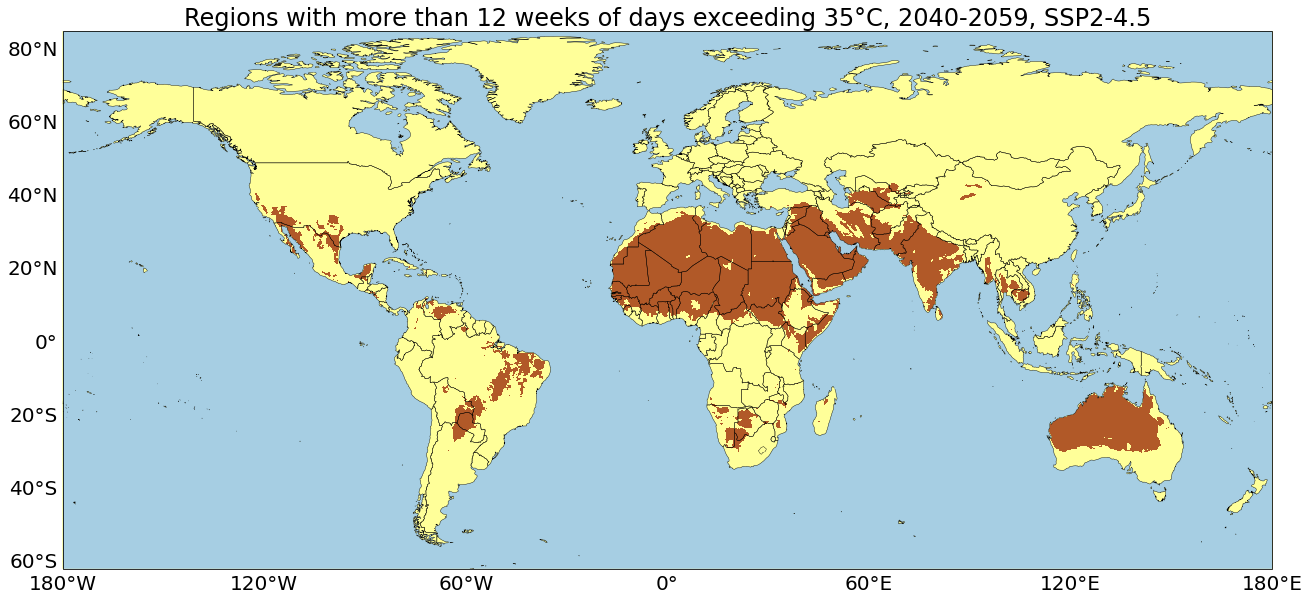 Regions with more than 12 weeks of days exceeding 35°C, 2040-2059, SSP2-4.5
80°N
60°N
40°N
20°N
0°
20°S
40°S
60°S
180°W 120°W 60°W 0° 60°E 120°E 180°E